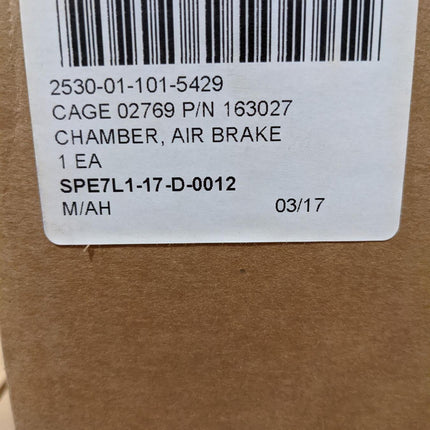 2530-01-101-5429
CAGE 02769 P/N 163027
CHAMBER, AIR BRAKE
1 EA
SPE7L1-17-D-0012
M/AH 03/17